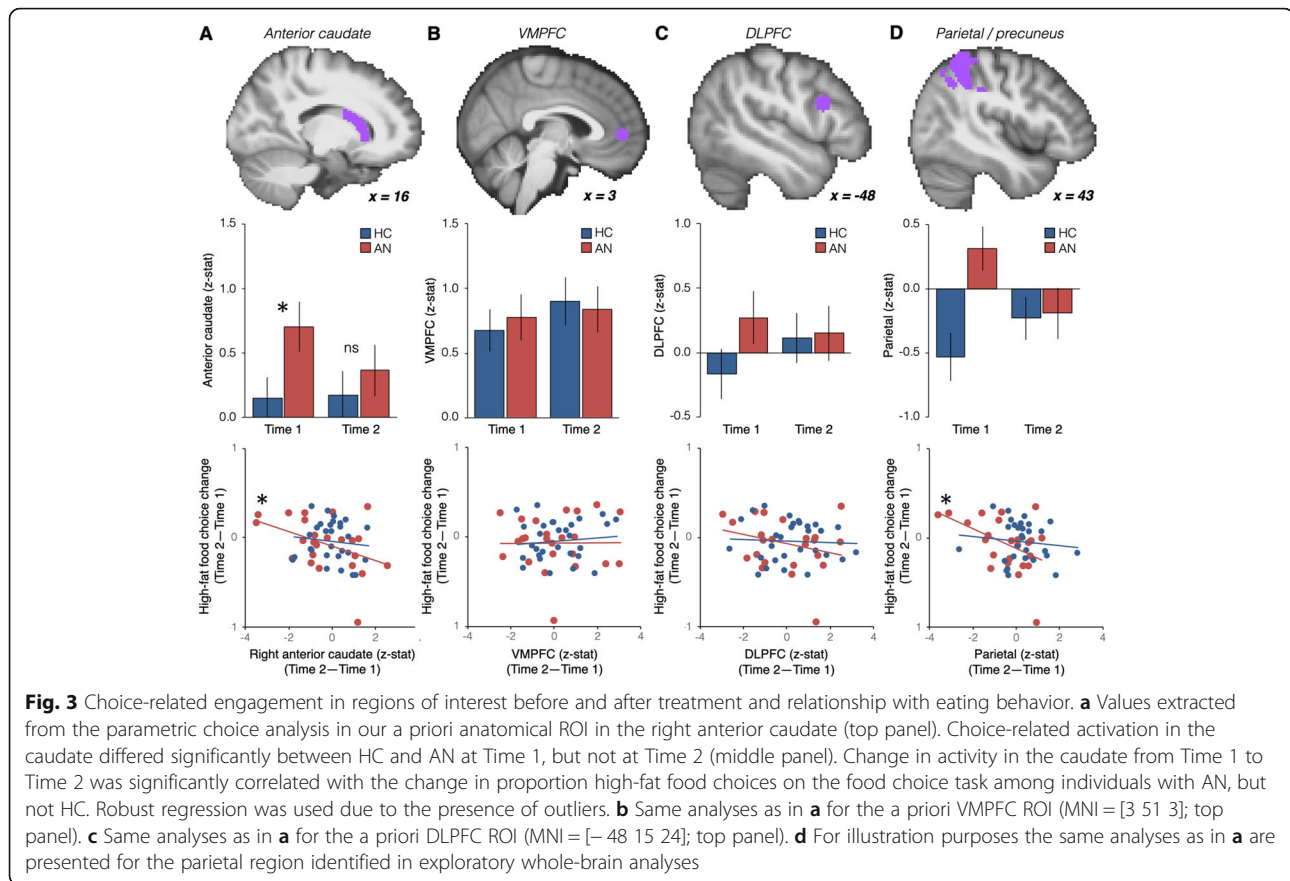 A Anterior caudate B VMPFC C DLPFC D Parietal / precuneus
x = 16 x = 3 x = -48 x = 43
1.5 1.0 0.5 0.0
Anterior caudate (z-stat)
HC
AN
*
ns
Time 1 Time 2
1.5 1.0 0.5 0.0
VMPFC (z-stat)
HC
AN
Time 1 Time 2
1.0 0.5 0.0 -0.5
DLPFC (z-stat)
HC
AN
Time 1 Time 2
0.5 0.0 -0.5 -1.0
Parietal (z-stat)
HC
AN
Time 1 Time 2
High-fat food choice change
(Time 2—Time 1)
1 0 1
*
-4 -2 0 2 4
Right anterior caudate (z-stat)
(Time 2—Time 1)
High-fat food choice change
(Time 2—Time 1)
1 0 1
-4 -2 0 2 4
VMPFC (z-stat)
(Time 2—Time 1)
High-fat food choice change
(Time 2—Time 1)
1 0 1
-4 -2 0 2 4
DLPFC (z-stat)
(Time 2—Time 1)
High-fat food choice change
(Time 2—Time 1)
1 0 1
*
-4 -2 0 2 4
Parietal (z-stat)
(Time 2—Time 1)
Fig. 3 Choice-related engagement in regions of interest before and after treatment and relationship with eating behavior. a Values extracted
from the parametric choice analysis in our a priori anatomical ROI in the right anterior caudate (top panel). Choice-related activation in the
caudate differed significantly between HC and AN at Time 1, but not at Time 2 (middle panel). Change in activity in the caudate from Time 1 to
Time 2 was significantly correlated with the change in proportion high-fat food choices on the food choice task among individuals with AN, but
not HC. Robust regression was used due to the presence of outliers. b Same analyses as in a for the a priori VMPFC ROI (MNI = [3 51 3]; top
panel). c Same analyses as in a for the a priori DLPFC ROI (MNI = [− 48 15 24]; top panel). d For illustration purposes the same analyses as in a are
presented for the parietal region identified in exploratory whole-brain analyses